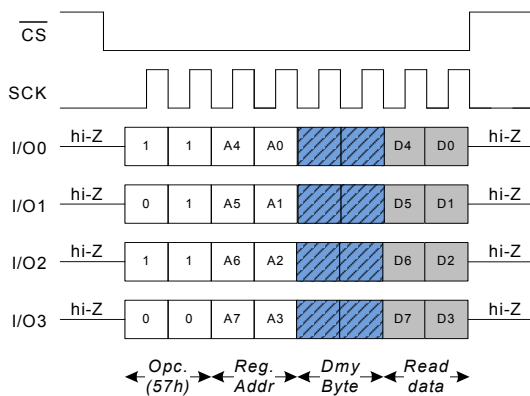 CS
SCK
hi-Z hi-Z
I/O0 1 1 A4 A0 D4 D0
hi-Z hi-Z
I/O1 0 1 A5 A1 D5 D1
hi-Z hi-Z
I/O2 1 1 A6 A2 D6 D2
hi-Z hi-Z
I/O3 0 0 A7 A3 D7 D3
Opc. Reg. Dmy Read
(57h) Addr Byte data